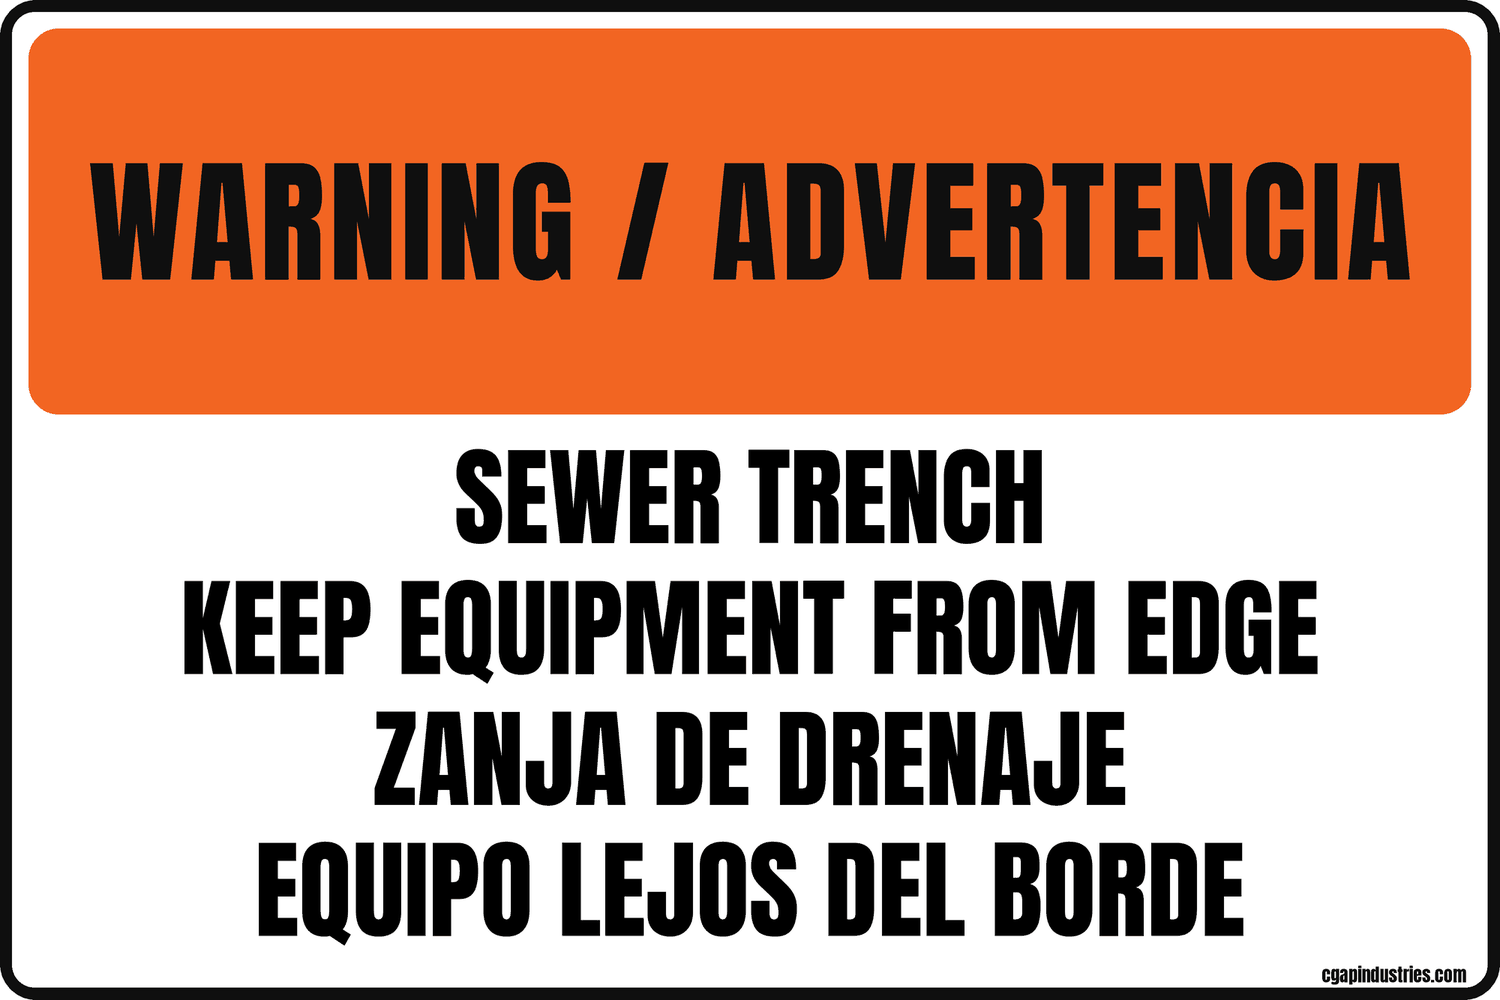 WARNING / ADVERTENCIA
SEWER TRENCH
KEEP EQUIPMENT FROM EDGE
ZANJA DE DRENAJE
EQUIPO LEJOS DEL BORDE
cgapindustries.com